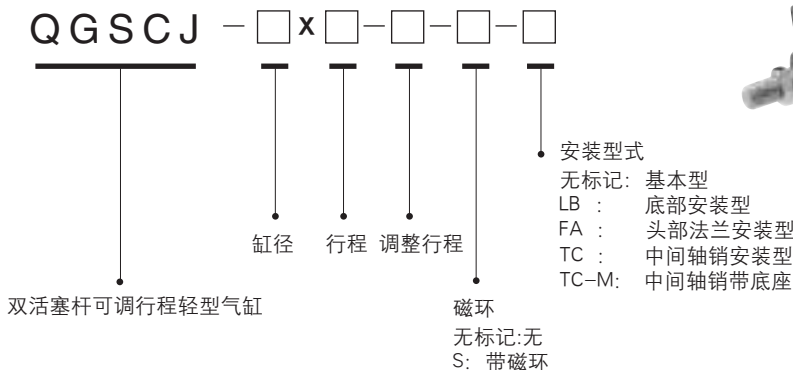 QGSCJ － □ x □－□－□－□
安装型式
无标记： 基本型
LB ： 底部安装型
FA ： 头部法兰安装型
TC ： 中间轴销安装型
TC-M： 中间轴销带底座
缸径 行程 调整行程
双活塞杆可调行程轻型气缸
磁环
无标记:无
S: 带磁环